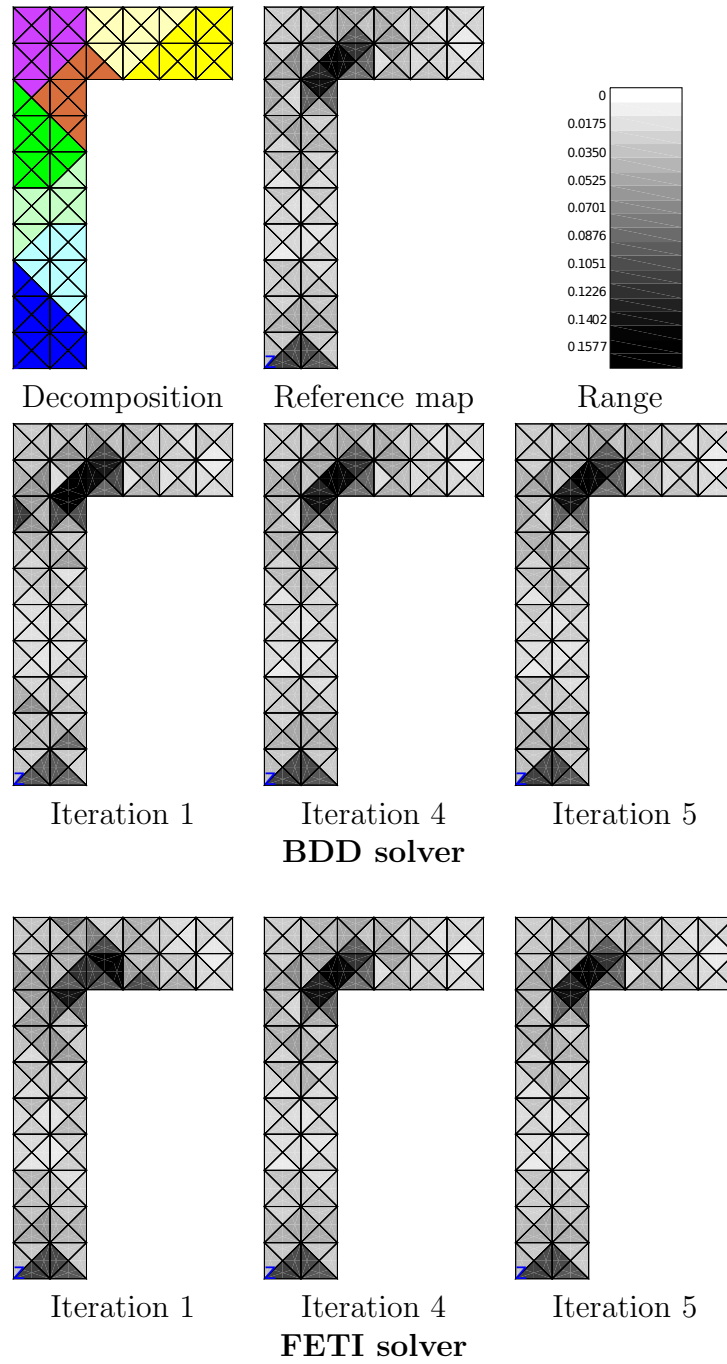 0
0.0175
0.0350
0.0525
0.0701
0.0876
0.1051
0.1226
0.1402
0.1577
Z
Decomposition
Reference map
Range
Z
Z
Z
Iteration 1
Iteration 4
Iteration 5
BDD solver
Z
Z
Z
Iteration 1
Iteration 4
Iteration 5
FETI solver